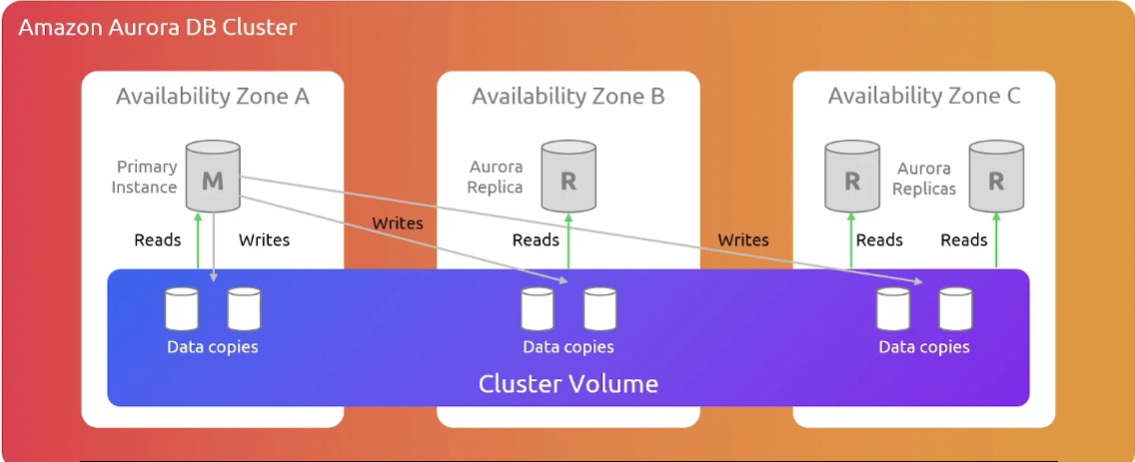 Amazon Aurora DB Cluster
Availability Zone A
Availability Zone B
Availability Zone C
Primary
Instance
M
Aurora
Replica
R
R
Aurora
Replicas
R
Reads
Writes
Writes
Reads
Writes
Reads
Reads
Data copies
Data copies
Data copies
Cluster Volume